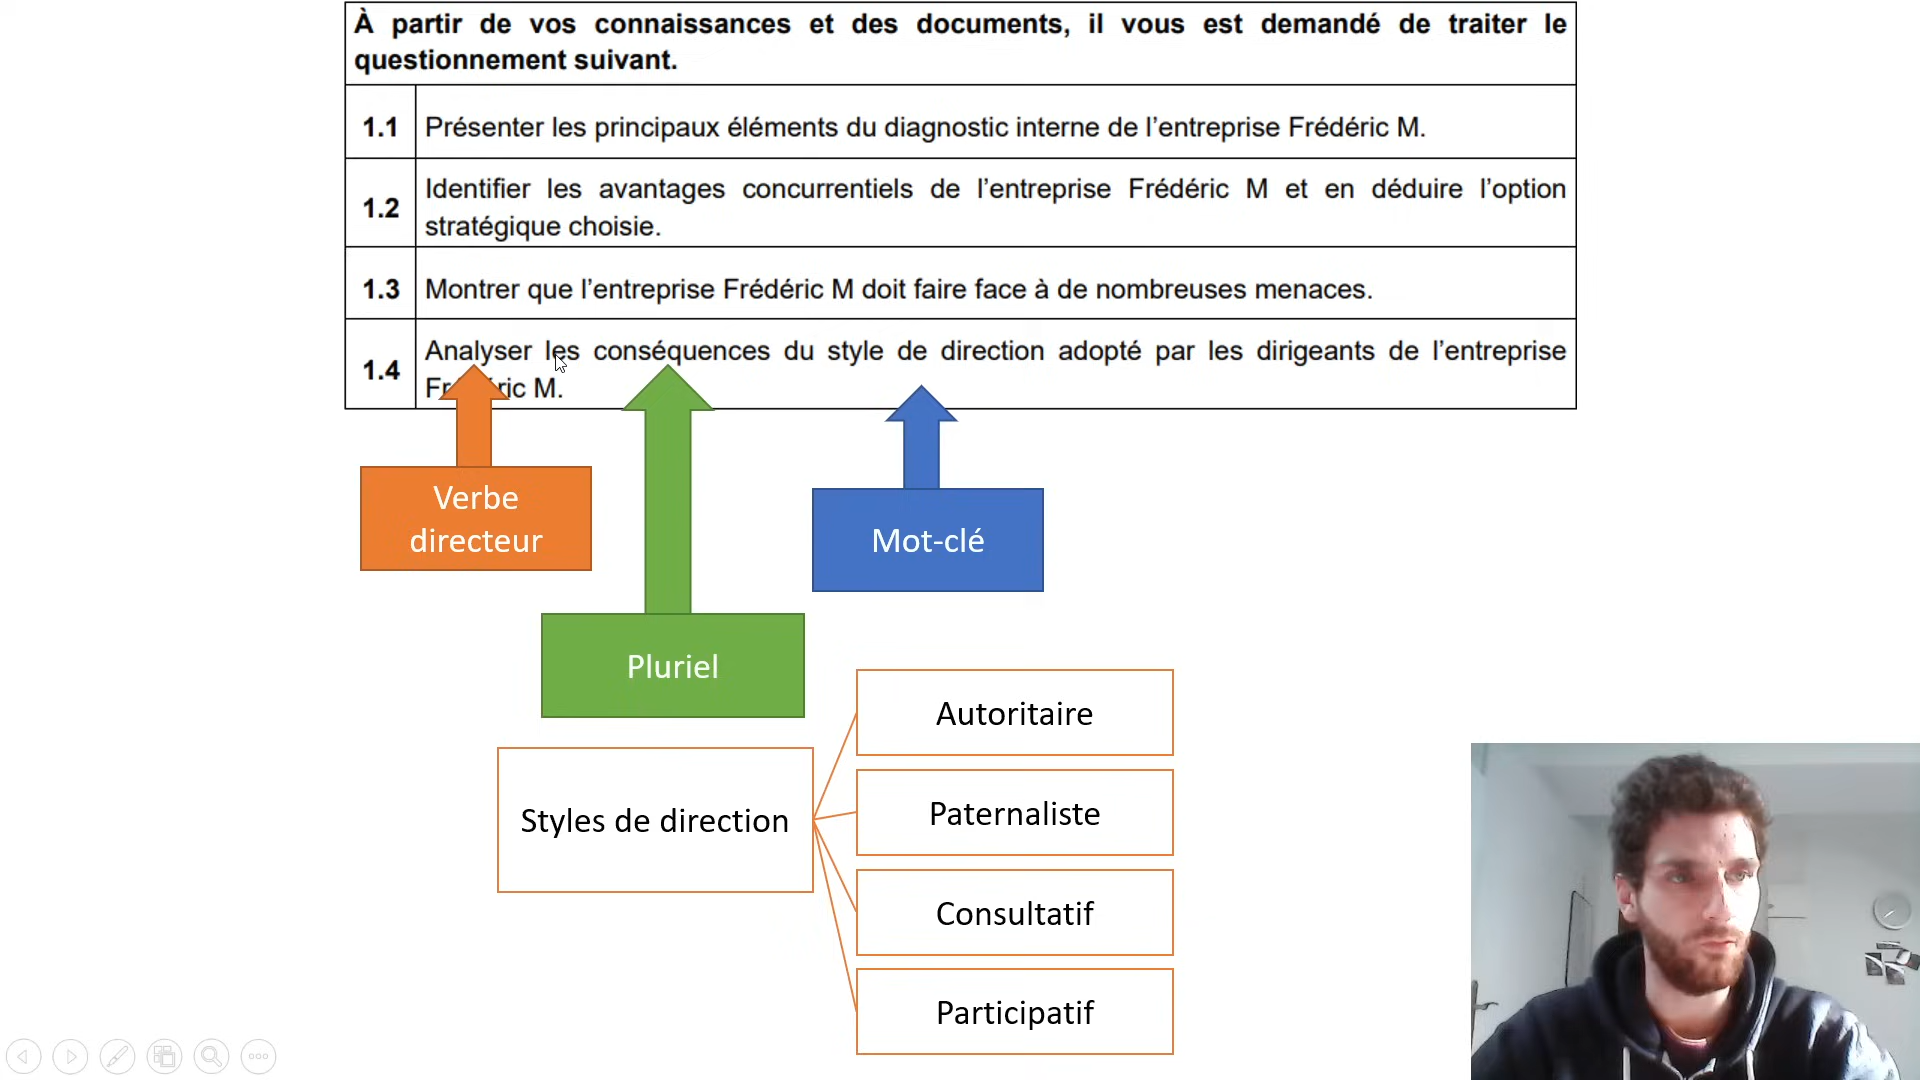 À partir de vos connaissances et des documents, il vous est demandé de traiter le
questionnement suivant.
1.1 Présenter les principaux éléments du diagnostic interne de l'entreprise Frédéric M.
1.2 Identifier les avantages concurrentiels de l'entreprise Frédéric M et en déduire l'option
stratégique choisie.
1.3 Montrer que l'entreprise Frédéric M doit faire face à de nombreuses menaces.
1.4 Analyser les conséquences du style de direction adopté par les dirigeants de l'entreprise
Frédéric M.
Verbe
directeur
Mot-clé
Pluriel
Styles de direction
Autoritaire
Paternaliste
Consultatif
Participatif